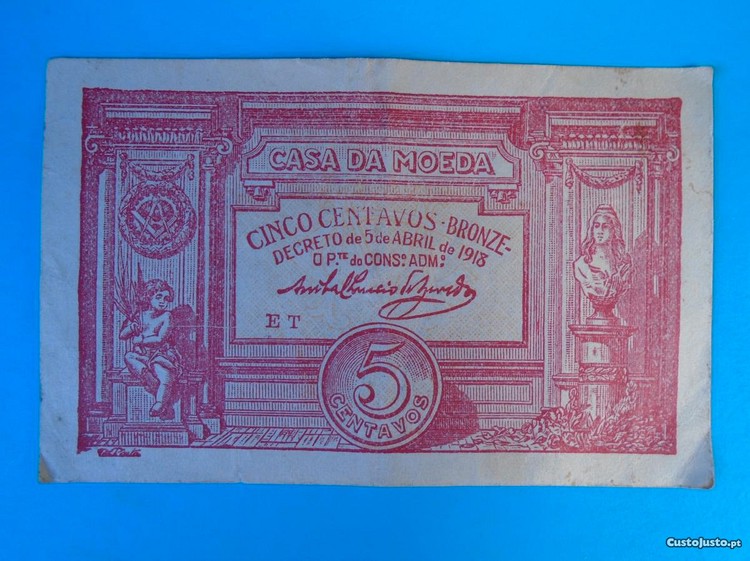 CASA DA MOEDA
CINCO CENTAVOS - BRONZE-
DECRETO de 5 de ABRIL de 1918
O P.TE do CONS.o ADM.o
E T
5
CENTAVOS
CustoJusto.pt